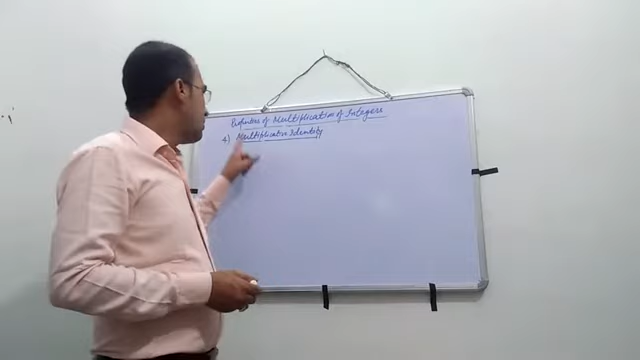 Properties of Multiplication of Integers
4) Multiplicative Identity